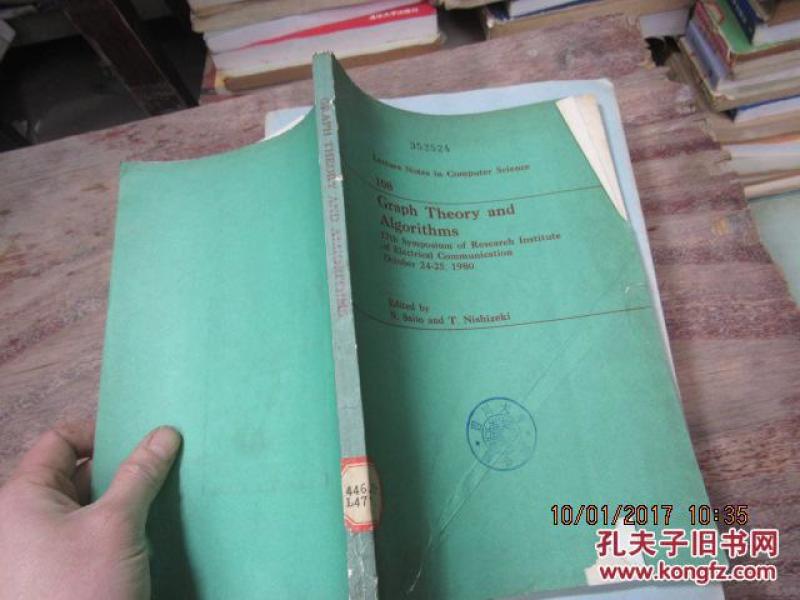 352524
Lecture Notes in Computer Science
108
Graph Theory and
Algorithms
17th Symposium of Research Institute
of Electrical Communication
October 24-25, 1980
Edited by
N. Saito and T. Nishizeki
GRAPH THEORY AND ALGORITHMS
446
L47
10/01/2017 10:35
孔夫子旧书网
www.kongfz.com